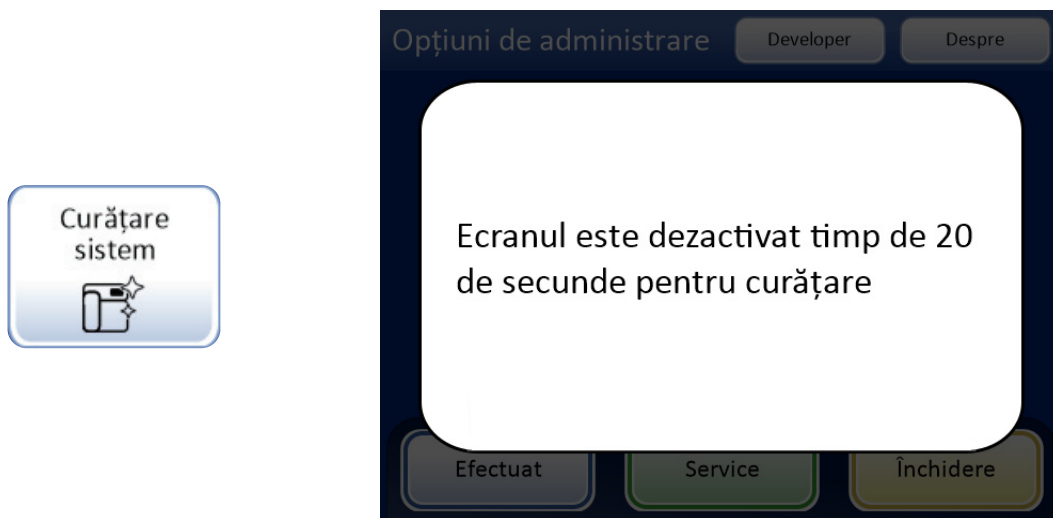 Opțiuni de administrare
Developer
Despre
Curățare
sistem
Ecranul este dezactivat timp de 20
de secunde pentru curățare
Efectuat
Service
Închidere